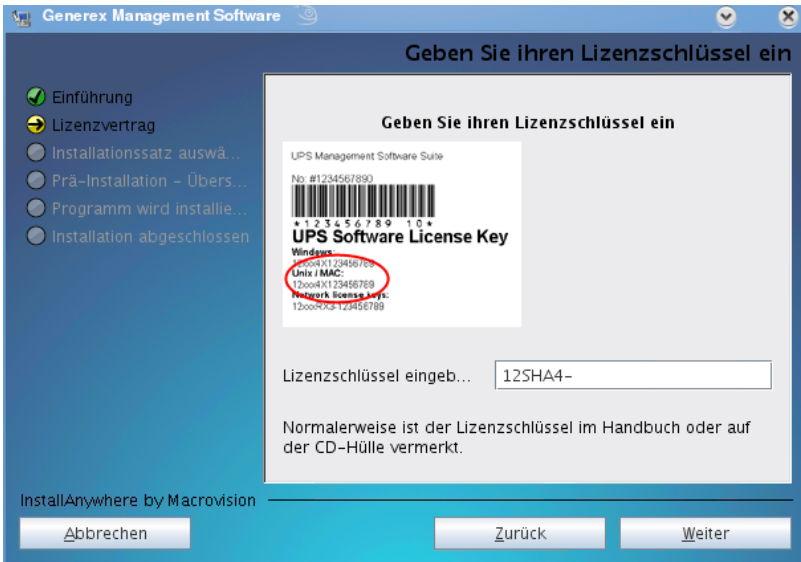 Generex Management Software
Geben Sie ihren Lizenzschlüssel ein
Einführung
Lizenzvertrag
Installationssatz auswä...
Prä-Installation - Übers...
Programm wird installie...
Installation abgeschlossen
Geben Sie ihren Lizenzschlüssel ein
UPS Management Software Suite
No: #1234567890
*123456789 10*
UPS Software License Key
Windows:
12xxx4X123456789
Unix / MAC:
12xxx4X123456789
Network license keys:
12xxxRX3-123456789
Lizenzschlüssel eingeb...
12SHA4-
Normalerweise ist der Lizenzschlüssel im Handbuch oder auf
der CD-Hülle vermerkt.
InstallAnywhere by Macrovision
Abbrechen
Zurück
Weiter